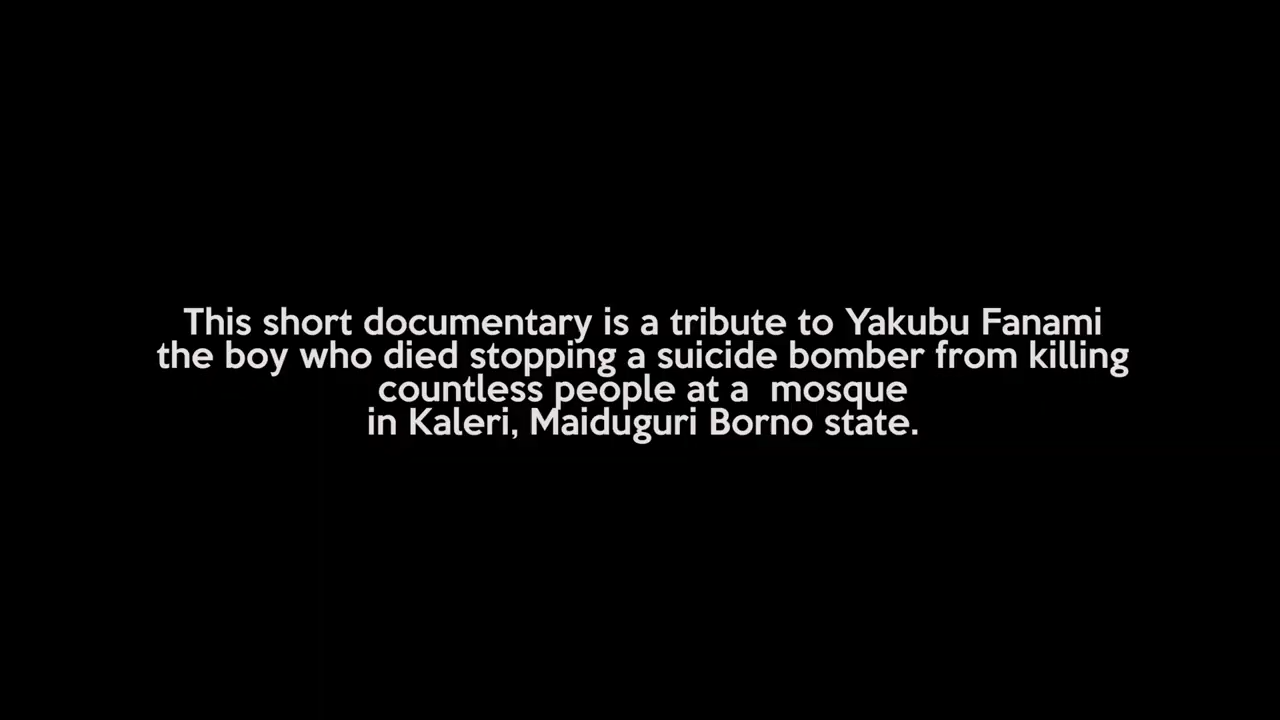 This short documentary is a tribute to Yakubu Fanami
the boy who died stopping a suicide bomber from killing
countless people at a  mosque
in Kaleri, Maiduguri Borno state.